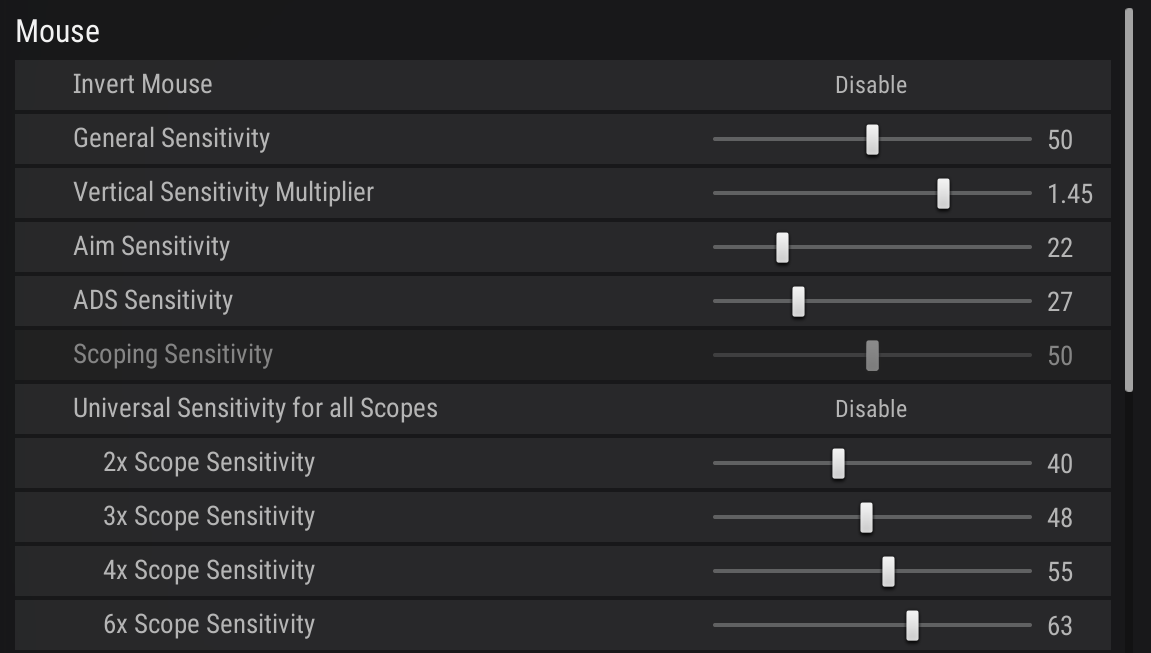 Mouse
Invert Mouse Disable
General Sensitivity 50
Vertical Sensitivity Multiplier 1.45
Aim Sensitivity 22
ADS Sensitivity 27
Scoping Sensitivity 50
Universal Sensitivity for all Scopes Disable
2x Scope Sensitivity 40
3x Scope Sensitivity 48
4x Scope Sensitivity 55
6x Scope Sensitivity 63